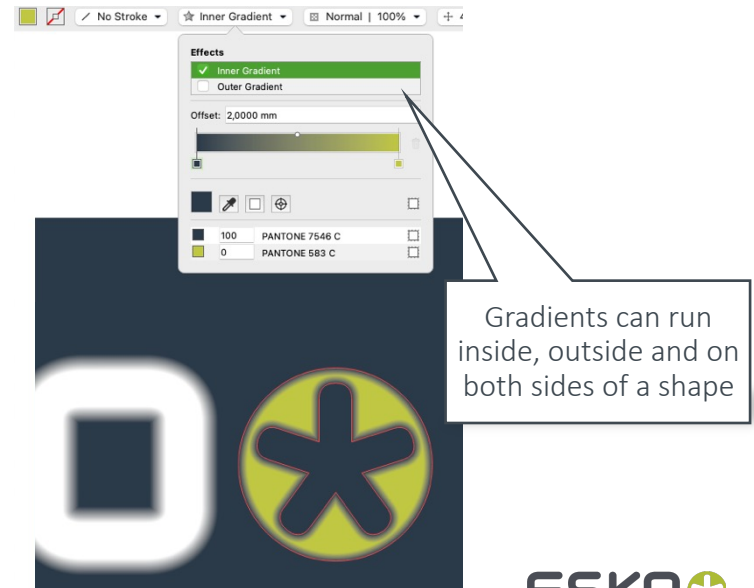 No Stroke
Inner Gradient
Normal | 100%
Effects
Inner Gradient
Outer Gradient
Offset: 2,0000 mm
100 PANTONE 7546 C
0 PANTONE 583 C
Gradients can run
inside, outside and on
both sides of a shape
ESKO